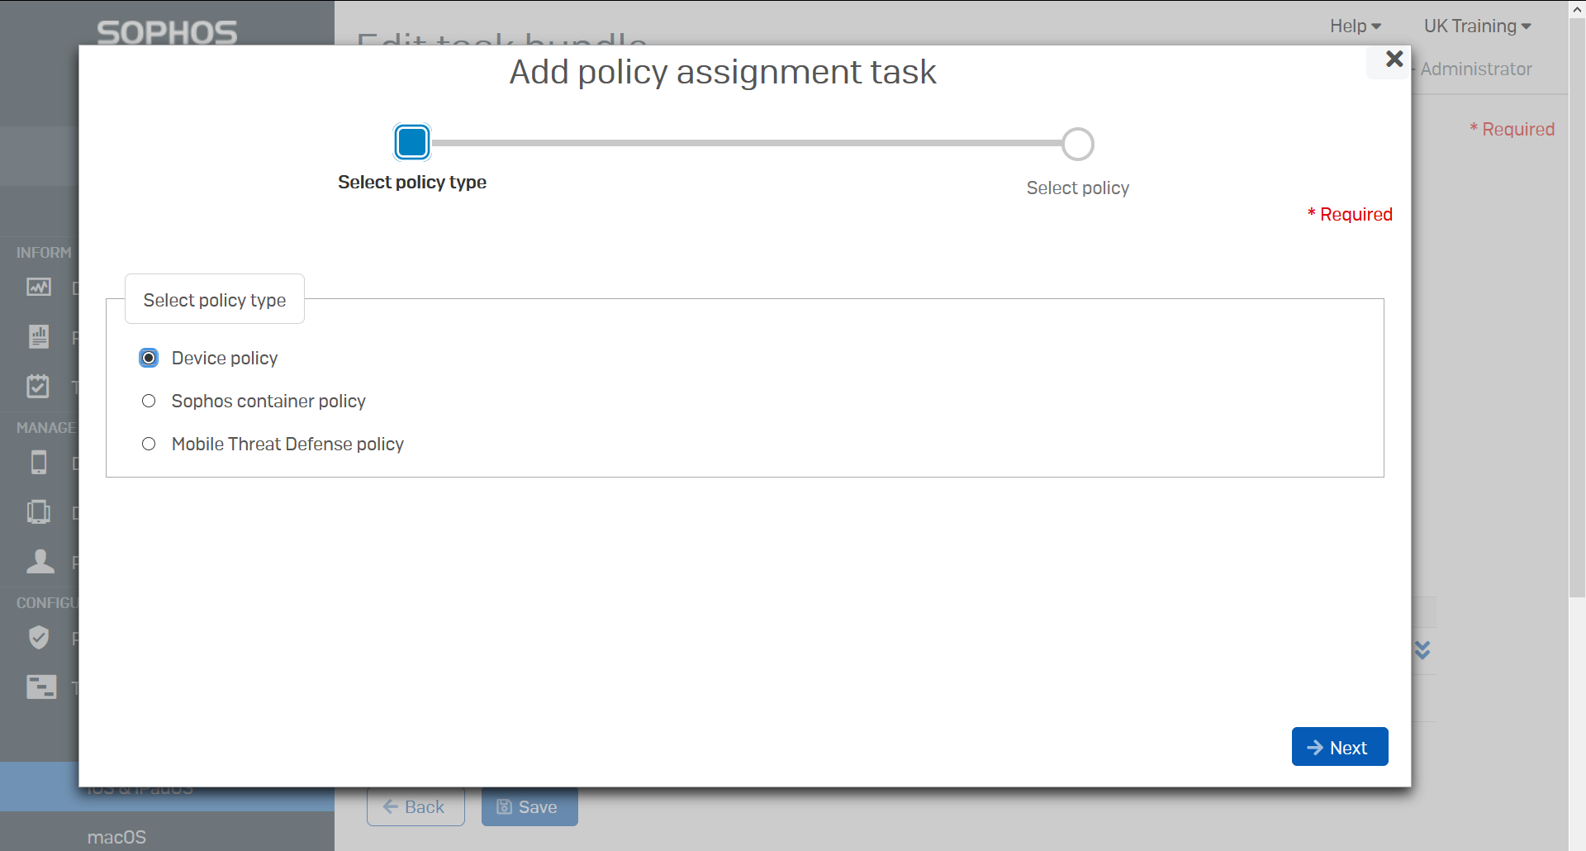 SOPHOS
Edit task bundle
Help
UK Training
Administrator
* Required
Add policy assignment task
Select policy type
Select policy
* Required
INFORM
MANAGE
CONFIGU
Select policy type
Device policy
Sophos container policy
Mobile Threat Defense policy
Next
iOS & iPadOS
Back
Save
macOS